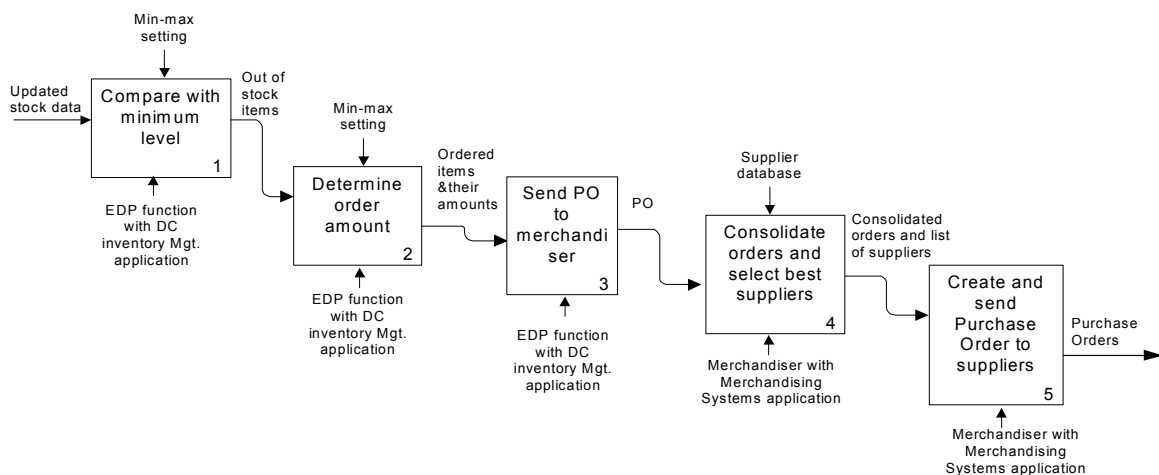 Min-max
setting
Updated
stock data
Compare with
minimum
level
1
Out of
stock
items
EDP function
with DC
inventory Mgt.
application
Min-max
setting
Determine
order
amount
2
Ordered
items
&their
amounts
EDP function
with DC
inventory Mgt.
application
Send PO
to
merchandi
ser
3
PO
EDP function
with DC
inventory Mgt.
application
Supplier
database
Consolidate
orders and
select best
suppliers
4
Consolidated
orders and list
of suppliers
Merchandiser with
Merchandising
Systems application
Create and
send
Purchase
Order to
suppliers
5
Purchase
Orders
Merchandiser with
Merchandising
Systems application